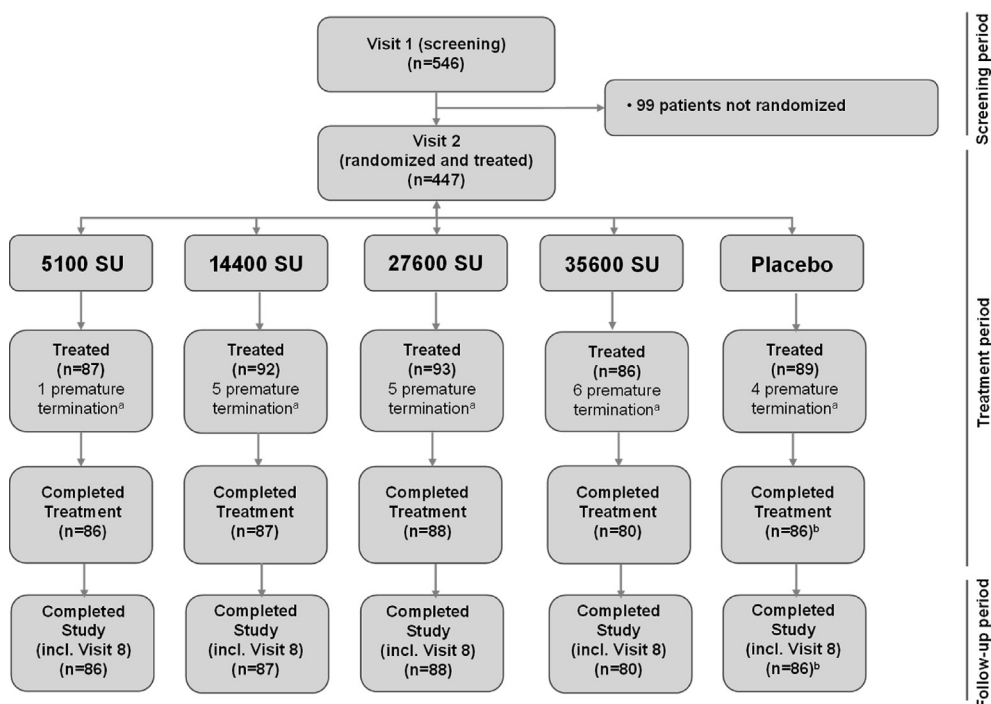 Visit 1 (screening)
(n=546)
• 99 patients not randomized
Visit 2
(randomized and treated)
(n=447)
5100 SU
14400 SU
27600 SU
35600 SU
Placebo
Treated
(n=87)
1 premature
terminationᵃ
Treated
(n=92)
5 premature
terminationᵃ
Treated
(n=93)
5 premature
terminationᵃ
Treated
(n=86)
6 premature
terminationᵃ
Treated
(n=89)
4 premature
terminationᵃ
Completed
Treatment
(n=86)
Completed
Treatment
(n=87)
Completed
Treatment
(n=88)
Completed
Treatment
(n=80)
Completed
Treatment
(n=86)ᵇ
Completed
Study
(incl. Visit 8)
(n=86)
Completed
Study
(incl. Visit 8)
(n=87)
Completed
Study
(incl. Visit 8)
(n=88)
Completed
Study
(incl. Visit 8)
(n=80)
Completed
Study
(incl. Visit 8)
(n=86)ᵇ
Screening period
Treatment period
Follow-up period